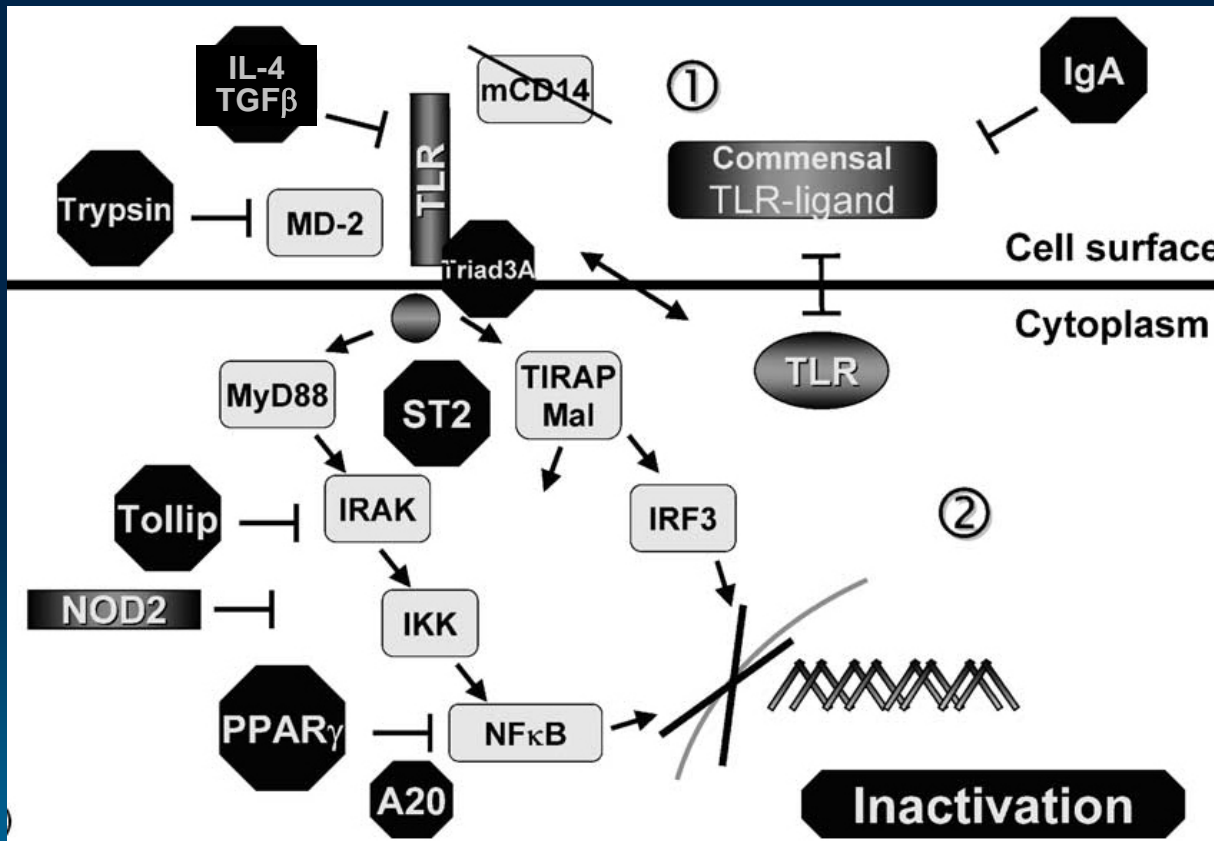 IL-4
TGFβ
mCD14
①
IgA
TLR
Commensal
TLR-ligand
Trypsin
MD-2
Triad3A
Cell surface
Cytoplasm
MyD88
ST2
TIRAP
Mal
TLR
Tollip
IRAK
IRF3
②
NOD2
IKK
PPARγ
NFκB
A20
Inactivation